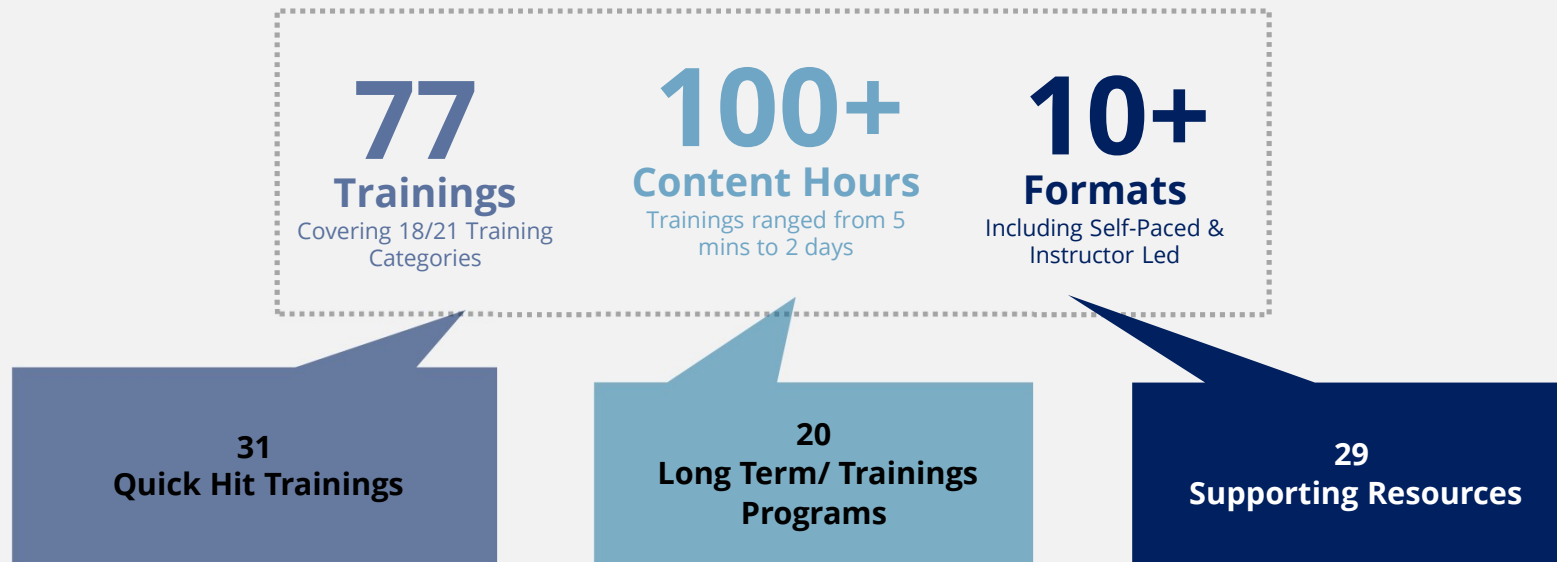 77
Trainings
Covering 18/21 Training
Categories
100+
Content Hours
Trainings ranged from 5
mins to 2 days
10+
Formats
Including Self-Paced &
Instructor Led
31
Quick Hit Trainings
20
Long Term/ Trainings
Programs
29
Supporting Resources